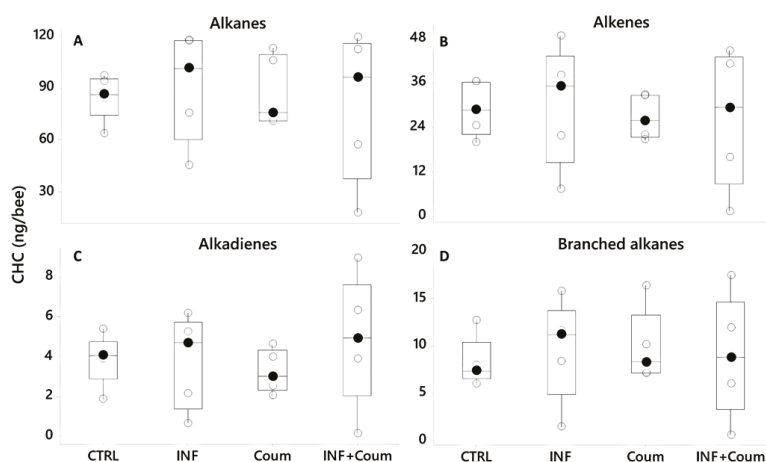 Alkanes
A
120
90
60
30
Alkenes
B
48
36
24
12
0
CHC (ng/bee)
Alkadienes
C
8
6
4
2
0
CTRL INF Coum INF+Coum
Branched alkanes
D
20
15
10
5
0
CTRL INF Coum INF+Coum